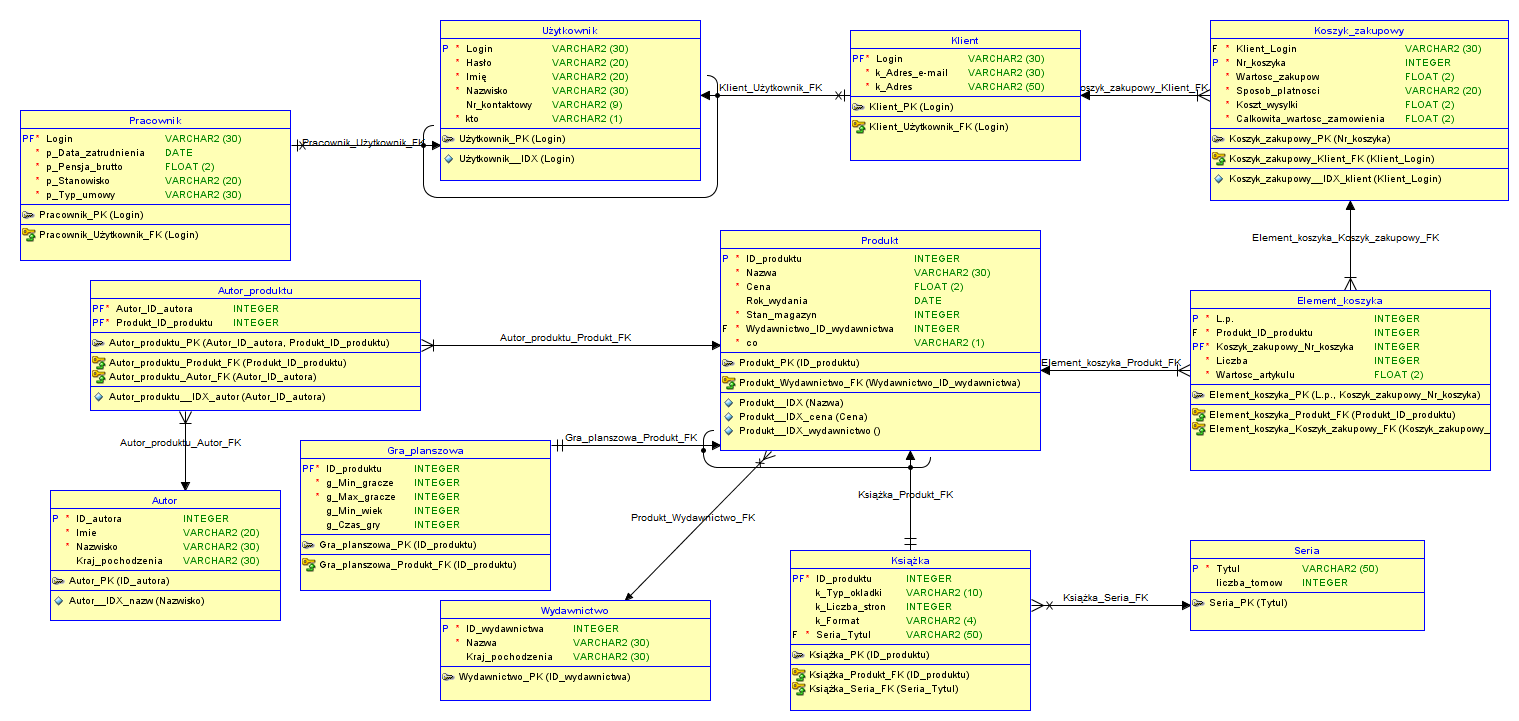 Użytkownik
P * Login VARCHAR2 (30)
* Hasło VARCHAR2 (20)
* Imię VARCHAR2 (20)
* Nazwisko VARCHAR2 (30)
Nr_kontaktowy VARCHAR2 (9)
* kto VARCHAR2 (1)
Użytkownik_PK (Login)
Użytkownik__IDX (Login)
Klient_Użytkownik_FK
Klient
PF* Login VARCHAR2 (30)
* k_Adres_e-mail VARCHAR2 (30)
* k_Adres VARCHAR2 (50)
Klient_PK (Login)
Klient_Użytkownik_FK (Login)
oszyk_zakupowy_Klient_FK
Koszyk_zakupowy
F * Klient_Login VARCHAR2 (30)
P * Nr_koszyka INTEGER
* Wartosc_zakupow FLOAT (2)
* Sposob_platnosci VARCHAR2 (20)
* Koszt_wysylki FLOAT (2)
* Calkowita_wartosc_zamowienia FLOAT (2)
Koszyk_zakupowy_PK (Nr_koszyka)
Koszyk_zakupowy_Klient_FK (Klient_Login)
Koszyk_zakupowy__IDX_klient (Klient_Login)
Pracownik
PF* Login VARCHAR2 (30)
* p_Data_zatrudnienia DATE
* p_Pensja_brutto FLOAT (2)
* p_Stanowisko VARCHAR2 (20)
* p_Typ_umowy VARCHAR2 (30)
Pracownik_PK (Login)
Pracownik_Użytkownik_FK (Login)
Pracownik_Użytkownik_FK
Element_koszyka_Koszyk_zakupowy_FK
Produkt
P * ID_produktu INTEGER
* Nazwa VARCHAR2 (30)
* Cena FLOAT (2)
Rok_wydania DATE
* Stan_magazyn INTEGER
F * Wydawnictwo_ID_wydawnictwa INTEGER
* co VARCHAR2 (1)
Produkt_PK (ID_produktu)
Produkt_Wydawnictwo_FK (Wydawnictwo_ID_wydawnictwa)
Produkt__IDX (Nazwa)
Produkt__IDX_cena (Cena)
Produkt__IDX_wydawnictwo ()
Autor_produktu
PF* Autor_ID_autora INTEGER
PF* Produkt_ID_produktu INTEGER
Autor_produktu_PK (Autor_ID_autora, Produkt_ID_produktu)
Autor_produktu_Produkt_FK (Produkt_ID_produktu)
Autor_produktu_Autor_FK (Autor_ID_autora)
Autor_produktu__IDX_autor (Autor_ID_autora)
Autor_produktu_Produkt_FK
Element_koszyka_Produkt_FK
Element_koszyka
P * L.p. INTEGER
F * Produkt_ID_produktu INTEGER
PF* Koszyk_zakupowy_Nr_koszyka INTEGER
* Liczba INTEGER
* Wartosc_artykulu FLOAT (2)
Element_koszyka_PK (L.p., Koszyk_zakupowy_Nr_koszyka)
Element_koszyka_Produkt_FK (Produkt_ID_produktu)
Element_koszyka_Koszyk_zakupowy_FK (Koszyk_zakupowy_
Autor_produktu_Autor_FK
Gra_planszowa_Produkt_FK
Gra_planszowa
PF* ID_produktu INTEGER
* g_Min_gracze INTEGER
* g_Max_gracze INTEGER
g_Min_wiek INTEGER
g_Czas_gry INTEGER
Gra_planszowa_PK (ID_produktu)
Gra_planszowa_Produkt_FK (ID_produktu)
Autor
P * ID_autora INTEGER
* Imie VARCHAR2 (20)
* Nazwisko VARCHAR2 (30)
Kraj_pochodzenia VARCHAR2 (30)
Autor_PK (ID_autora)
Autor__IDX_nazw (Nazwisko)
Książka_Produkt_FK
Produkt_Wydawnictwo_FK
Wydawnictwo
P * ID_wydawnictwa INTEGER
* Nazwa VARCHAR2 (30)
Kraj_pochodzenia VARCHAR2 (30)
Wydawnictwo_PK (ID_wydawnictwa)
Książka
PF* ID_produktu INTEGER
k_Typ_okladki VARCHAR2 (10)
k_Liczba_stron INTEGER
k_Format VARCHAR2 (4)
F * Seria_Tytul VARCHAR2 (50)
Książka_PK (ID_produktu)
Książka_Produkt_FK (ID_produktu)
Książka_Seria_FK (Seria_Tytul)
Książka_Seria_FK
Seria
P * Tytul VARCHAR2 (50)
liczba_tomow INTEGER
Seria_PK (Tytul)